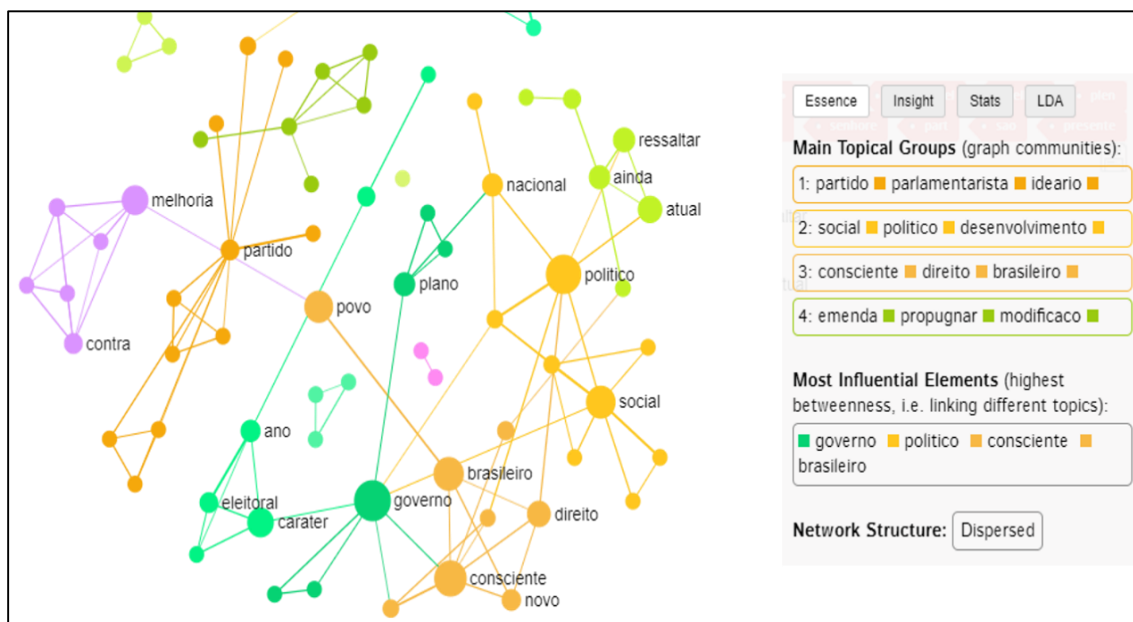 ressaltar
nacional
ainda
melhoria
atual
partido
politico
plano
povo
contra
social
ano
brasileiro
eleitoral
governo
direito
carater
consciente
novo
Essence
Insight
Stats
LDA
Main Topical Groups (graph communities):
1: partido parlamentarista ideario
2: social politico desenvolvimento
3: consciente direito brasileiro
4: emenda propugnar modificaco
Most Influential Elements (highest
betweenness, i.e. linking different topics):
governo politico consciente
brasileiro
Network Structure: Dispersed